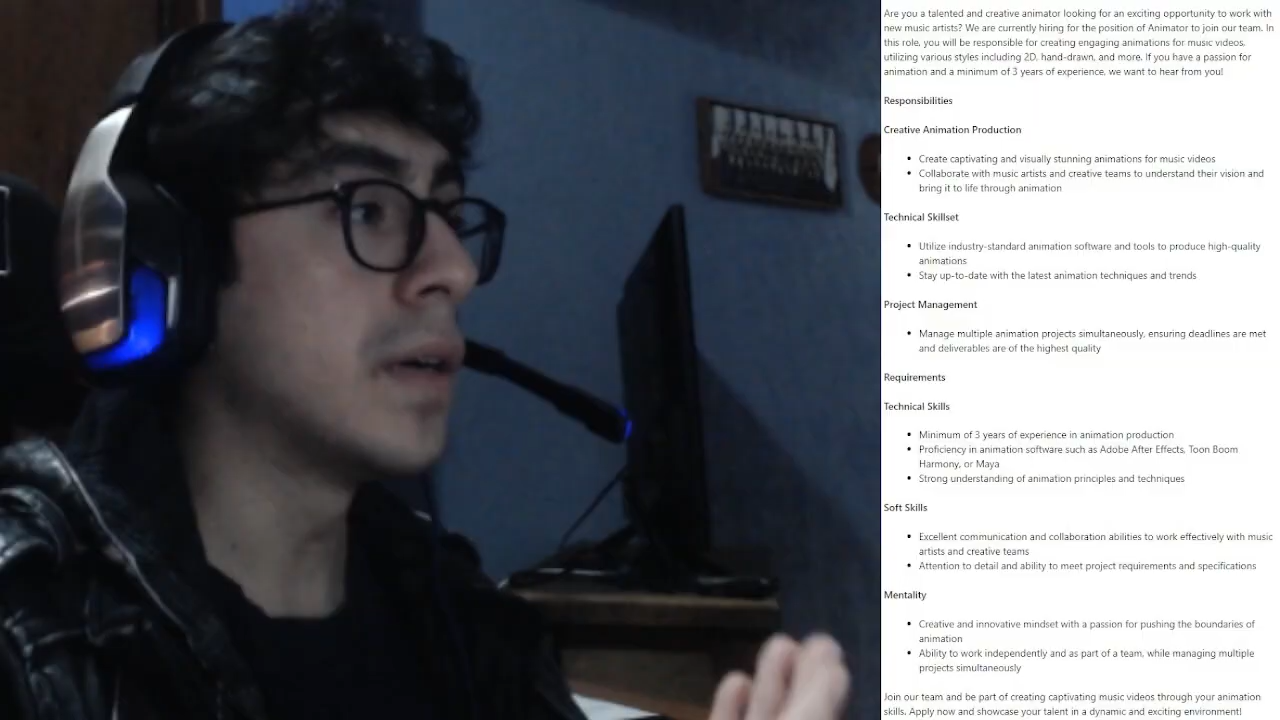 Are you a talented and creative animator looking for an exciting opportunity to work with
new music artists? We are currently hiring for the position of Animator to join our team. In
this role, you will be responsible for creating engaging animations for music videos,
utilizing various styles including 2D, hand-drawn, and more. If you have a passion for
animation and a minimum of 3 years of experience, we want to hear from you!
Responsibilities
Creative Animation Production
• Create captivating and visually stunning animations for music videos
• Collaborate with music artists and creative teams to understand their vision and
bring it to life through animation
Technical Skillset
• Utilize industry-standard animation software and tools to produce high-quality
animations
• Stay up-to-date with the latest animation techniques and trends
Project Management
• Manage multiple animation projects simultaneously, ensuring deadlines are met
and deliverables are of the highest quality
Requirements
Technical Skills
• Minimum of 3 years of experience in animation production
• Proficiency in animation software such as Adobe After Effects, Toon Boom
Harmony, or Maya
• Strong understanding of animation principles and techniques
Soft Skills
• Excellent communication and collaboration abilities to work effectively with music
artists and creative teams
• Attention to detail and ability to meet project requirements and specifications
Mentality
• Creative and innovative mindset with a passion for pushing the boundaries of
animation
• Ability to work independently and as part of a team, while managing multiple
projects simultaneously
Join our team and be part of creating captivating music videos through your animation
skills. Apply now and showcase your talent in a dynamic and exciting environment!